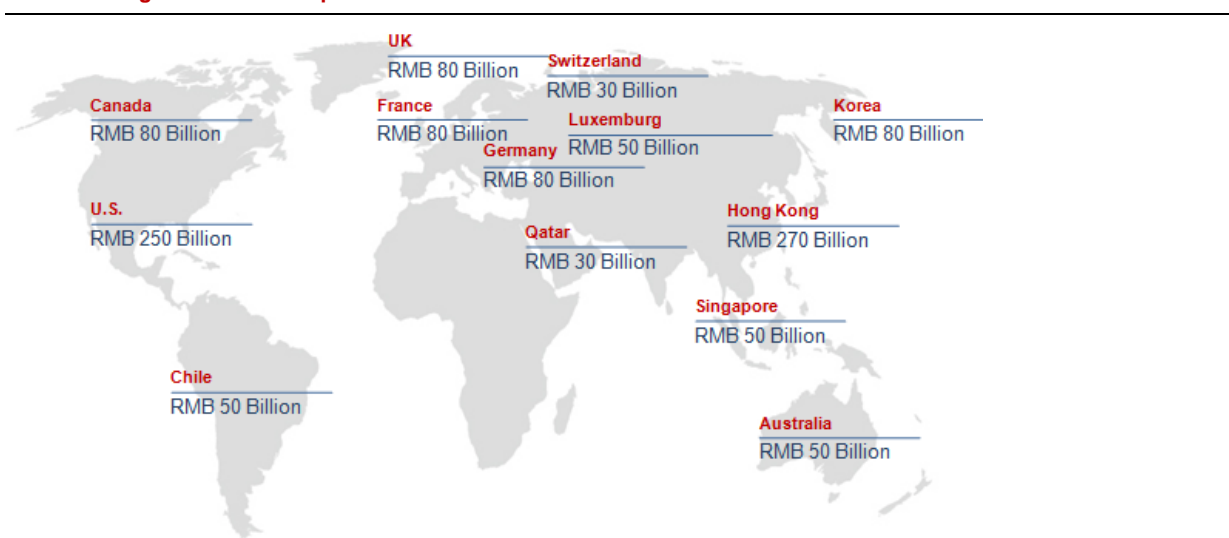 UK
RMB 80 Billion
Switzerland
RMB 30 Billion
Canada
RMB 80 Billion
France
RMB 80 Billion
Luxemburg
RMB 50 Billion
Korea
RMB 80 Billion
Germany
RMB 80 Billion
U.S.
RMB 250 Billion
Hong Kong
RMB 270 Billion
Qatar
RMB 30 Billion
Singapore
RMB 50 Billion
Chile
RMB 50 Billion
Australia
RMB 50 Billion